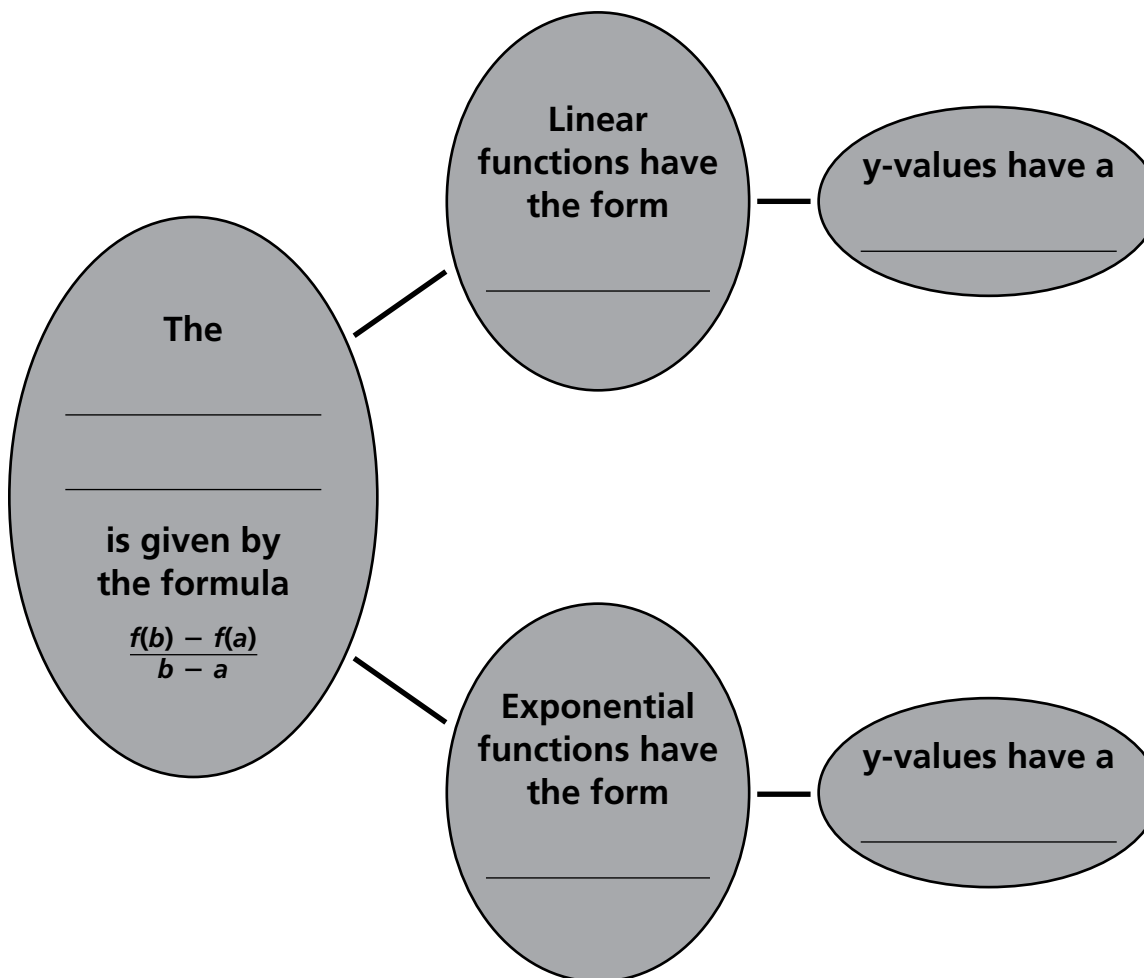 The
is given by
the formula
f(b) − f(a)
b − a
Linear
functions have
the form
y-values have a
Exponential
functions have
the form
y-values have a